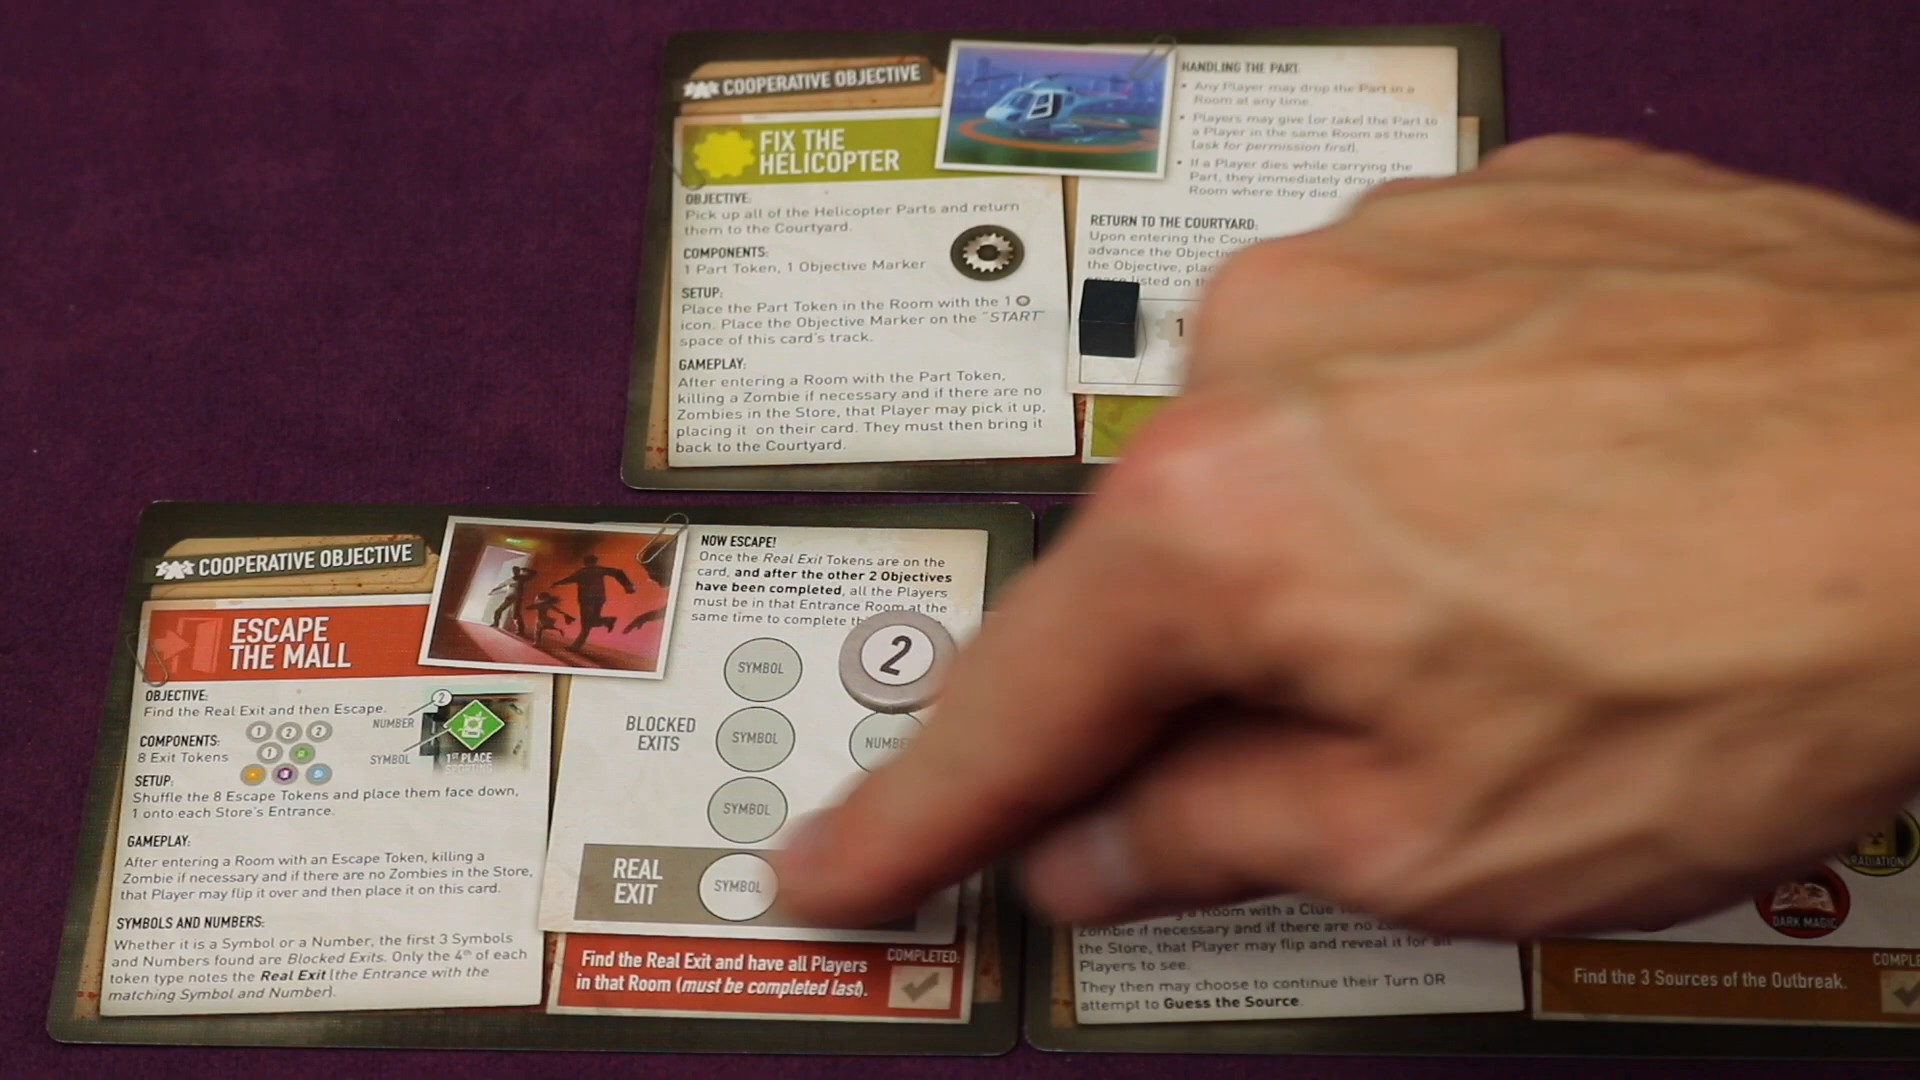 COOPERATIVE OBJECTIVE
FIX THE
HELICOPTER
OBJECTIVE:
Pick up all of the Helicopter Parts and return
them to the Courtyard.
COMPONENTS:
1 Part Token, 1 Objective Marker
SETUP:
Place the Part Token in the Room with the 1
icon. Place the Objective Marker on the "START"
space of this card's track.
GAMEPLAY:
After entering a Room with the Part Token,
killing a Zombie if necessary and if there are no
Zombies in the Store, that Player may pick it up,
placing it on their card. They must then bring it
back to the Courtyard.
HANDLING THE PART:
• Any Player may drop the Part in a
Room at any time.
• Players may give (or take) the Part to
a Player in the same Room as them
(ask for permission first).
• If a Player dies while carrying the
Part, they immediately drop
Room where they died.
RETURN TO THE COURTYARD:
Upon entering the
advance the
the Objective,
listed on
1
COOPERATIVE OBJECTIVE
ESCAPE
THE MALL
OBJECTIVE:
Find the Real Exit and then Escape.
COMPONENTS:
8 Exit Tokens
1 2 2
1
NUMBER
2
SYMBOL
1ST PLACE
SETUP:
Shuffle the 8 Escape Tokens and place them face down,
1 onto each Store's Entrance.
GAMEPLAY:
After entering a Room with an Escape Token, killing a
Zombie if necessary and if there are no Zombies in the Store,
that Player may flip it over and then place it on this card.
SYMBOLS AND NUMBERS:
Whether it is a Symbol or a Number, the first 3 Symbols
and Numbers found are Blocked Exits. Only the 4th of each
token type notes the Real Exit (the Entrance with the
matching Symbol and Number).
NOW ESCAPE!
Once the Real Exit Tokens are on the
card, and after the other 2 Objectives
have been completed, all the Players
must be in that Entrance Room at the
same time to complete
SYMBOL
2
BLOCKED
EXITS
SYMBOL
SYMBOL
REAL
EXIT
SYMBOL
Find the Real Exit and have all Players
in that Room (must be completed last).
COMPLETED:
a Room with a Clue
Zombie if necessary and if there are no
the Store, that Player may flip and reveal it for all
Players to see.
They then may choose to continue their Turn OR
attempt to Guess the Source.
RADIATION
DARK MAGIC
Find the 3 Sources of the Outbreak.